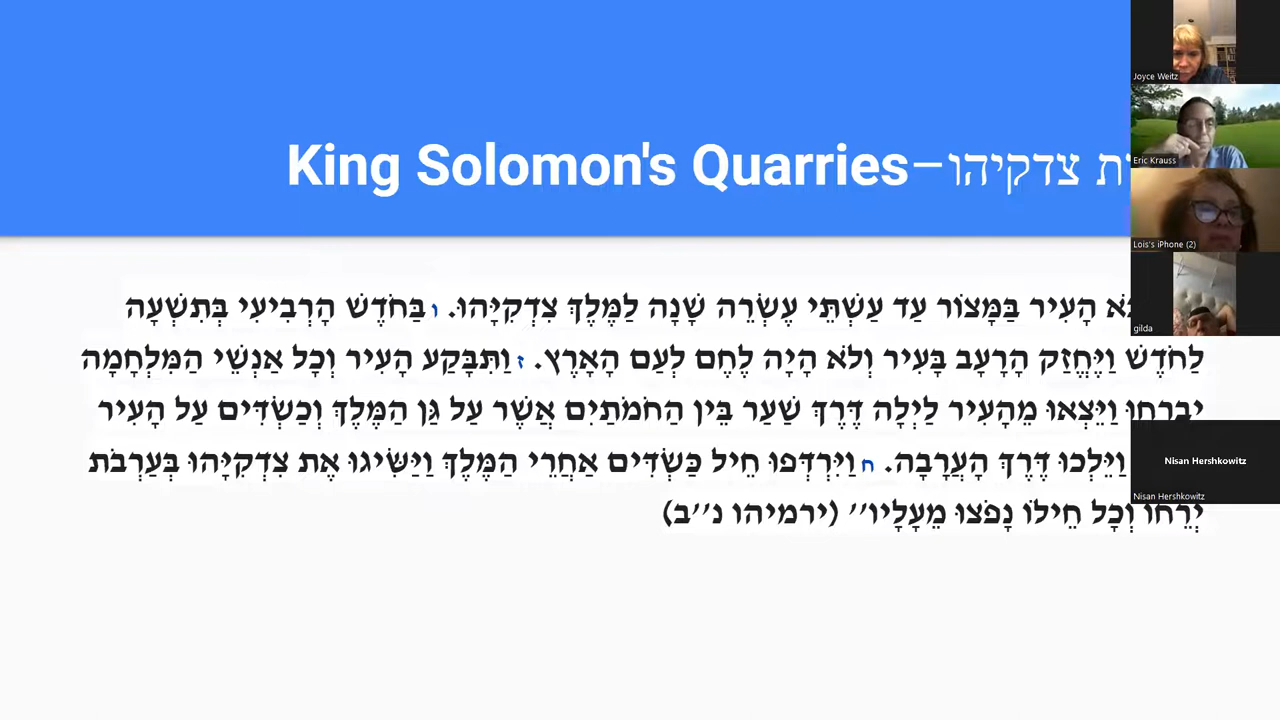 King Solomon's Quarries–ת צדקיהו
הָעִיר בַּמָּצוֹר עַד עַשְׁתֵּי עֶשְׂרֵה שָׁנָה לַמֶּלֶךְ צִדְקִיָּהוּ. ו בַּחֹדֶשׁ הָרְבִיעִי בְּתִשְׁעָה
לַחֹדֶשׁ וַיֶּחֱזַק הָרָעָב בָּעִיר וְלֹא הָיָה לֶחֶם לְעַם הָאָרֶץ. ז וַתִּבָּקַע הָעִיר וְכָל אַנְשֵׁי הַמִּלְחָמָה
יִבְרְחוּ וַיֵּצְאוּ מֵהָעִיר לַיְלָה דֶּרֶךְ שַׁעַר בֵּין הַחֹמֹתַיִם אֲשֶׁר עַל גַּן הַמֶּלֶךְ וְכַשְׂדִּים עַל הָעִיר
וַיֵּלְכוּ דֶּרֶךְ הָעֲרָבָה. ח וַיִּרְדְּפוּ חֵיל כַּשְׂדִּים אַחֲרֵי הַמֶּלֶךְ וַיַּשִּׂיגוּ אֶת צִדְקִיָּהוּ בְּעַרְבֹת
יְרֵחוֹ וְכָל חֵילוֹ נָפֹצוּ מֵעָלָיו׳׳ (ירמיהו נ׳׳ב)
Joyce Weitz
Eric Krauss
Lois's iPhone (2)
gilda
Nisan Hershkowitz
Nisan Hershkowitz